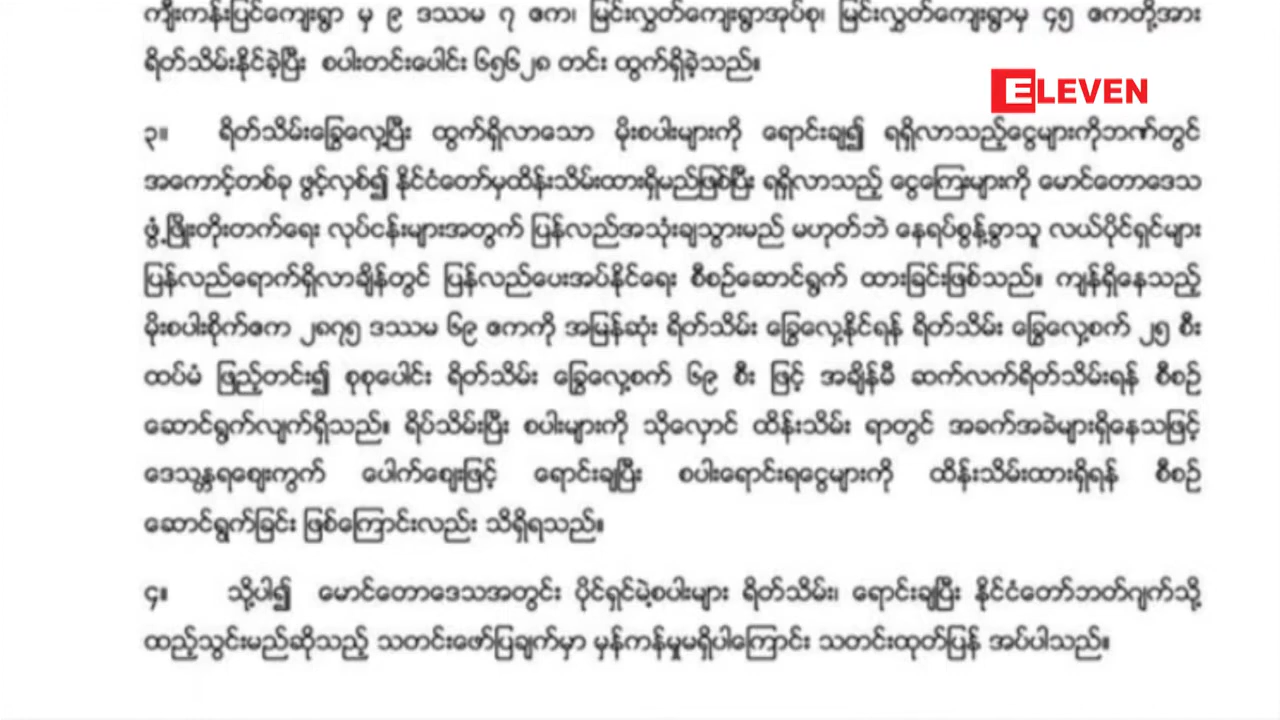 ကျီးကန်းပြင်ကျေးရွာ မှ ၉ ဒဿမ ၇ ဧက၊ မြင်းလွှတ်ကျေးရွာအုပ်စု၊ မြင်းလွှတ်ကျေးရွာမှ ၄၅ ဧကတို့အား
ရိတ်သိမ်းနိုင်ခဲ့ပြီး စပါးတင်းပေါင်း ၆၅၆၂၈ တင်း ထွက်ရှိခဲ့သည်။
ELEVEN
၃။ ရိတ်သိမ်းခြွေလှေ့ပြီး ထွက်ရှိလာသော မိုးစပါးများကို ရောင်းချ၍ ရရှိလာသည့်ငွေများကိုဘဏ်တွင်
အကောင့်တစ်ခု ဖွင့်လှစ်၍ နိုင်ငံတော်မှထိန်းသိမ်းထားရှိမည်ဖြစ်ပြီး ရရှိလာသည့် ငွေကြေးများကို မောင်တောဒေသ
ဖွံ့ဖြိုးတိုးတက်ရေး လုပ်ငန်းများအတွက် ပြန်လည်အသုံးချသွားမည် မဟုတ်ဘဲ နေရပ်စွန့်ခွာသူ လယ်ပိုင်ရှင်များ
ပြန်လည်ရောက်ရှိလာချိန်တွင် ပြန်လည်ပေးအပ်နိုင်ရေး စီစဉ်ဆောင်ရွက် ထားခြင်းဖြစ်သည်။ ကျန်ရှိနေသည့်
မိုးစပါးစိုက်ဧက ၂၈၇၅ ဒဿမ ၆၉ ဧကကို အမြန်ဆုံး ရိတ်သိမ်း ခြွေလှေ့နိုင်ရန် ရိတ်သိမ်း ခြွေလှေ့စက် ၂၅ စီး
ထပ်မံ ဖြည့်တင်း၍ စုစုပေါင်း ရိတ်သိမ်း ခြွေလှေ့စက် ၆၉ စီး ဖြင့် အချိန်မီ ဆက်လက်ရိတ်သိမ်းရန် စီစဉ်
ဆောင်ရွက်လျက်ရှိသည်။ ရိပ်သိမ်းပြီး စပါးများကို သိုလှောင် ထိန်းသိမ်း ရာတွင် အခက်အခဲများရှိနေသဖြင့်
ဒေသန္တရစျေးကွက် ပေါက်စျေးဖြင့် ရောင်းချပြီး စပါးရောင်းရငွေများကို ထိန်းသိမ်းထားရှိရန် စီစဉ်
ဆောင်ရွက်ခြင်း ဖြစ်ကြောင်းလည်း သိရှိရသည်။
၄။ သို့ပါ၍ မောင်တောဒေသအတွင်း ပိုင်ရှင်မဲ့စပါးများ ရိတ်သိမ်း၊ ရောင်းချပြီး နိုင်ငံတော်ဘတ်ဂျက်သို့
ထည့်သွင်းမည်ဆိုသည့် သတင်းဖော်ပြချက်မှာ မှန်ကန်မှုမရှိပါကြောင်း သတင်းထုတ်ပြန် အပ်ပါသည်။